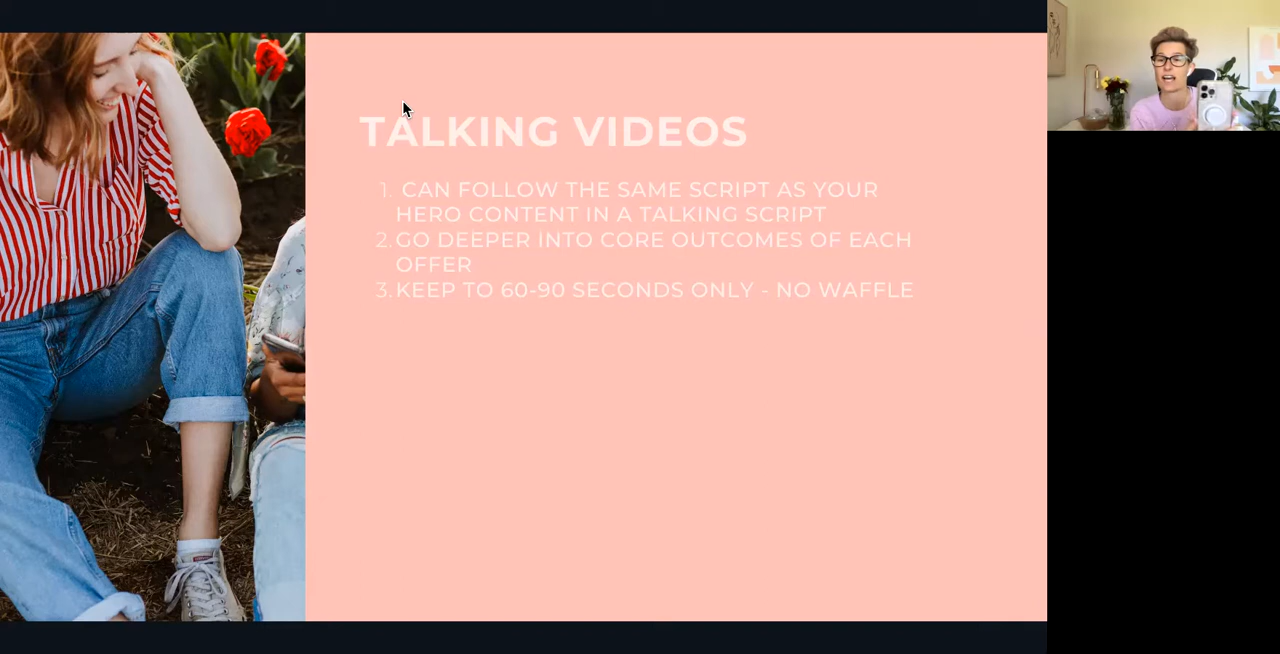 TALKING VIDEOS
1. CAN FOLLOW THE SAME SCRIPT AS YOUR
HERO CONTENT IN A TALKING SCRIPT
2. GO DEEPER INTO CORE OUTCOMES OF EACH
OFFER
3. KEEP TO 60-90 SECONDS ONLY - NO WAFFLE